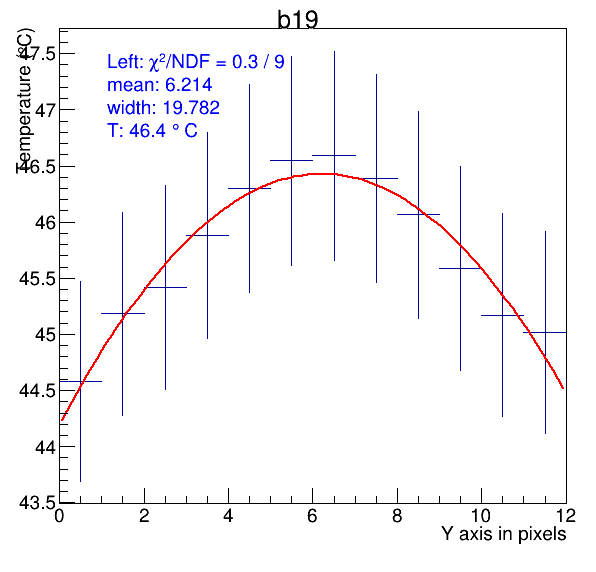 b19
Temperature (°C)
Left: χ²/NDF = 0.3 / 9
mean: 6.214
width: 19.782
T: 46.4 ° C
47.5
47
46.5
46
45.5
45
44.5
44
43.5
0 2 4 6 8 10 12
Y axis in pixels